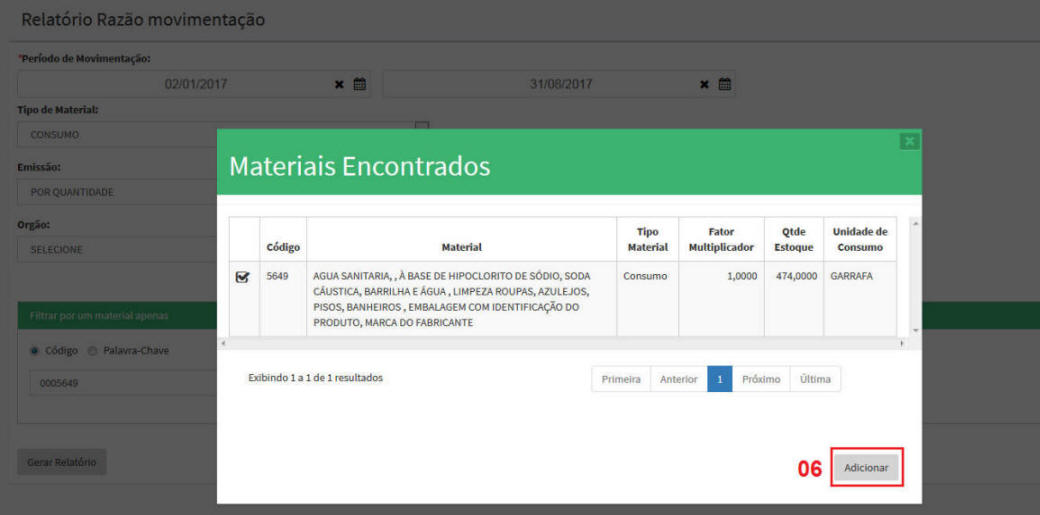 Relatório Razão movimentação
*Período de Movimentação:
02/01/2017
31/08/2017
Tipo de Material:
CONSUMO
Emissão:
POR QUANTIDADE
Orgão:
SELECIONE
Filtrar por um material apenas
Código Palavra-Chave
0005649
Gerar Relatório
Materiais Encontrados
Código Material Tipo Material Fator Multiplicador Qtde Estoque Unidade de Consumo
5649 AGUA SANITARIA, , À BASE DE HIPOCLORITO DE SÓDIO, SODA Consumo 1,0000 474,0000 GARRAFA
CÁUSTICA, BARRILHA E ÁGUA , LIMPEZA ROUPAS, AZULEJOS,
PISOS, BANHEIROS , EMBALAGEM COM IDENTIFICAÇÃO DO
PRODUTO, MARCA DO FABRICANTE
Exibindo 1 a 1 de 1 resultados
Primeira Anterior 1 Próximo Última
06 Adicionar